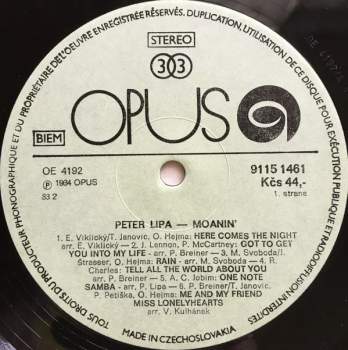 TOUS DROITS DU PRODUCTEUR PHONOGRAPHIQUE ET DU PROPRIÉTAIRE DE L'ŒUVRE ENREGISTRÉE RÉSERVÉS. DUPLICATION, UTILISATION DE CE DISQUE POUR EXÉCUTION PUBLIQUE ET RADIODIFFUSION INTERDITES
STEREO
33
OPUS
BIEM
OE 4192
℗ 1984 OPUS
33 2
9115 1461
Kčs 44,-
1. strane
PETER LIPA — MOANIN'
1. E. Viklický/T. Janovic, O. Hejma: HERE COMES THE NIGHT
arr. E. Viklický — 2. J. Lennon, P. McCartney: GOT TO GET
YOU INTO MY LIFE — arr. P. Breiner — 3. M. Svoboda/I.
Štrasser, O. Hejma: RAIN — arr. M. Svoboda — 4. R.
Charles: TELL ALL THE WORLD ABOUT YOU
arr. P. Breiner — 5. A. C. Jobim: ONE NOTE
SAMBA — arr. P. Lipa — 8. P. Breiner/T. Janovic,
P. Petiška, O. Hejma: ME AND MY FRIEND
MISS LONELYHEARTS
arr. V. Kulhánek
MADE IN CZECHOSLOVAKIA